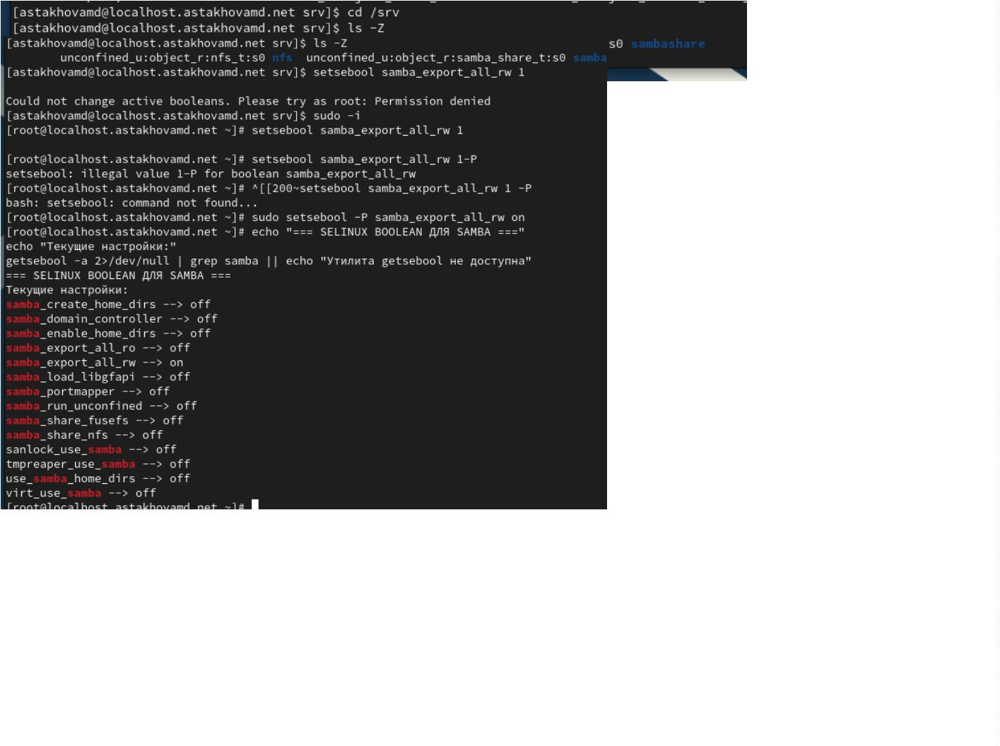 [astakhovamd@localhost.astakhovamd.net srv]$ cd /srv
[astakhovamd@localhost.astakhovamd.net srv]$ ls -Z
[astakhovamd@localhost.astakhovamd.net srv]$ ls -Z
s0 sambashare
unconfined_u:object_r:nfs_t:s0 nfs  unconfined_u:object_r:samba_share_t:s0 samba
[astakhovamd@localhost.astakhovamd.net srv]$ setsebool samba_export_all_rw 1
Could not change active booleans. Please try as root: Permission denied
[astakhovamd@localhost.astakhovamd.net srv]$ sudo -i
[root@localhost.astakhovamd.net ~]# setsebool samba_export_all_rw 1
[root@localhost.astakhovamd.net ~]# setsebool samba_export_all_rw 1-P
setsebool: illegal value 1-P for boolean samba_export_all_rw
[root@localhost.astakhovamd.net ~]# ^[[200~setsebool samba_export_all_rw 1 -P
bash: setsebool: command not found...
[root@localhost.astakhovamd.net ~]# sudo setsebool -P samba_export_all_rw on
[root@localhost.astakhovamd.net ~]# echo "=== SELINUX BOOLEAN ДЛЯ SAMBA ==="
echo "Текущие настройки:"
getsebool -a 2>/dev/null | grep samba || echo "Утилита getsebool не доступна"
=== SELINUX BOOLEAN ДЛЯ SAMBA ===
Текущие настройки:
samba_create_home_dirs --> off
samba_domain_controller --> off
samba_enable_home_dirs --> off
samba_export_all_ro --> off
samba_export_all_rw --> on
samba_load_libgfapi --> off
samba_portmapper --> off
samba_run_unconfined --> off
samba_share_fusefs --> off
samba_share_nfs --> off
sanlock_use_samba --> off
tmpreaper_use_samba --> off
use_samba_home_dirs --> off
virt_use_samba --> off
[root@localhost.astakhovamd.net ~]#